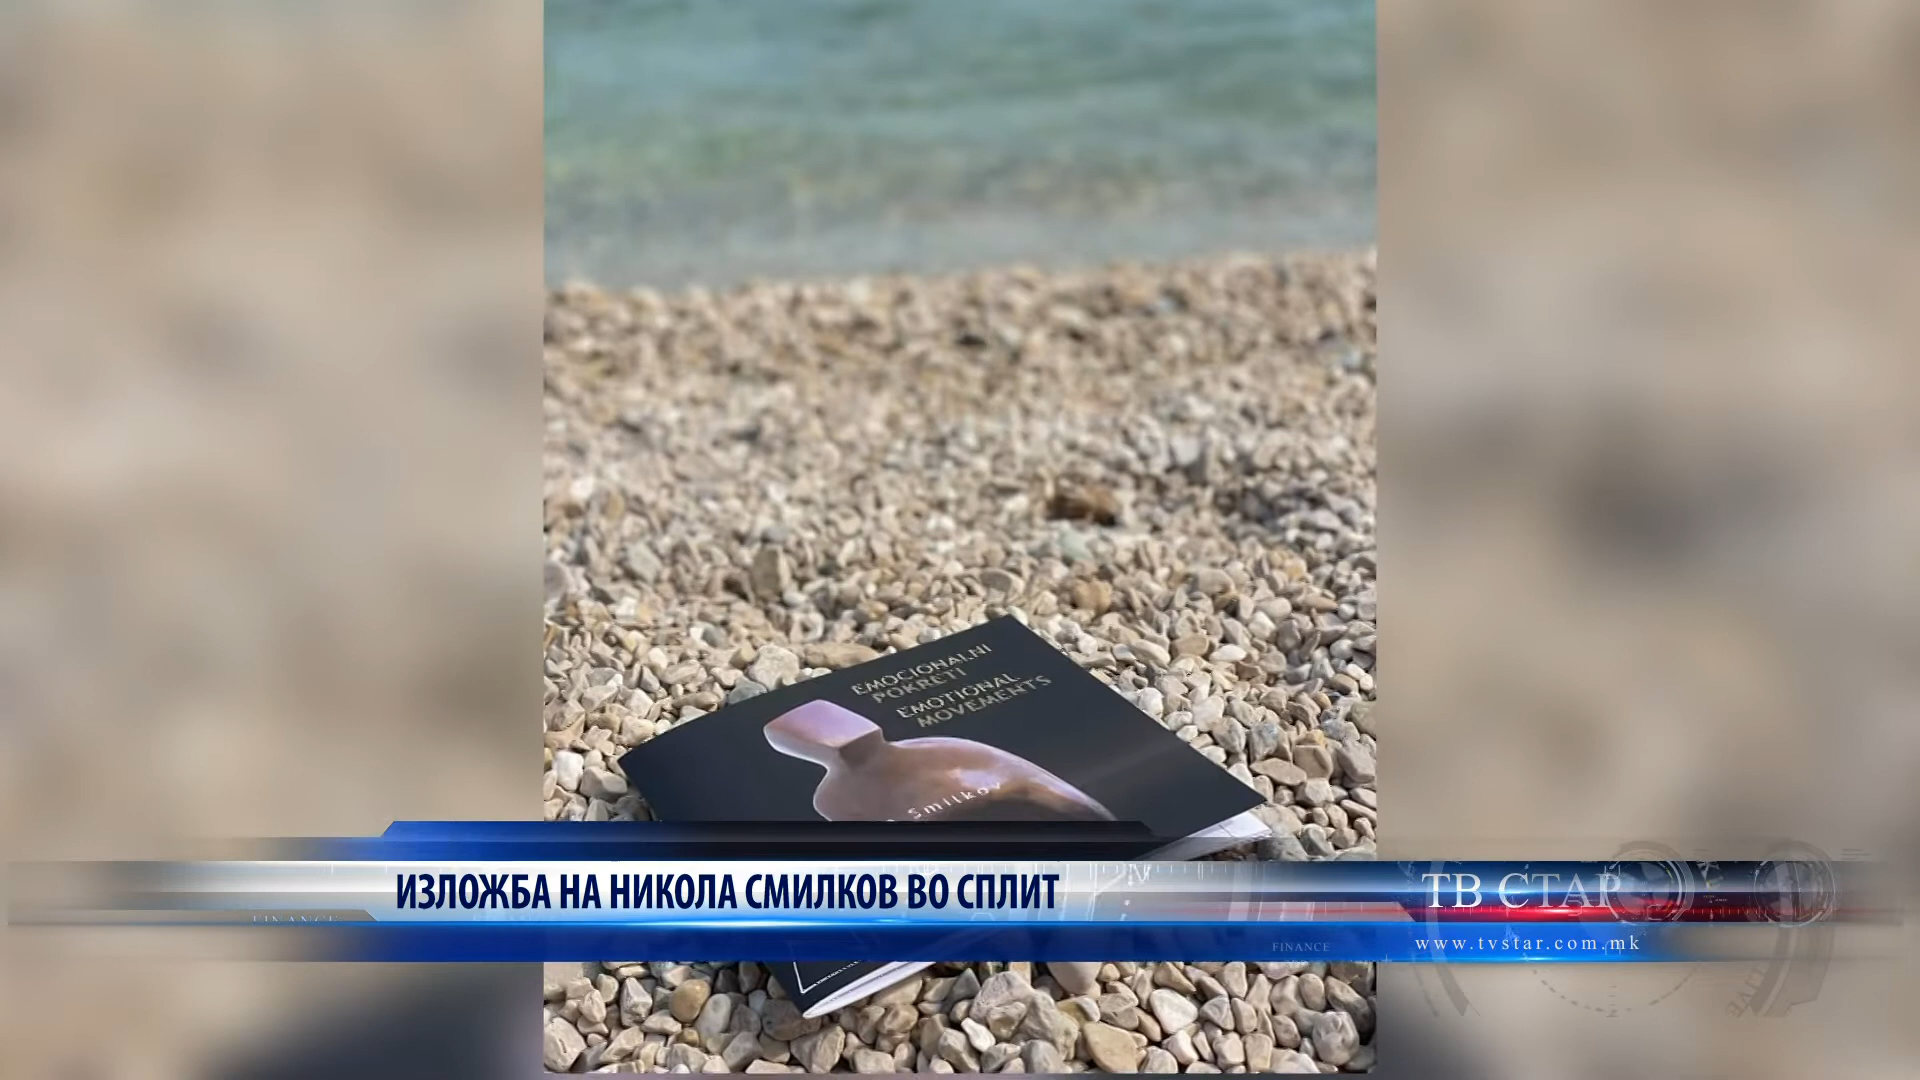 EMOCIONALNI
POKRETI
EMOTIONAL
MOVEMENTS
Smilkov
ИЗЛОЖБА НА НИКОЛА СМИЛКОВ ВО СПЛИТ
ТВ СТАР
FINANCE
FINANCE
www.tvstar.com.mk